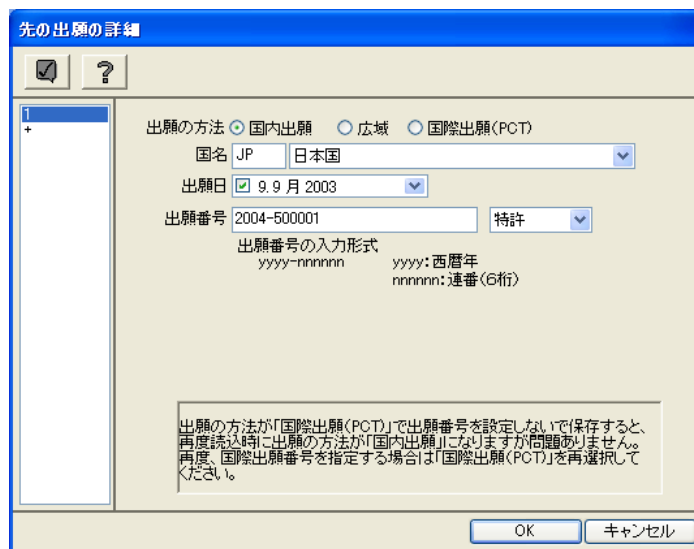 先の出願の詳細
?
1
+
出願の方法 国内出願 広域 国際出願(PCT)
国名 JP 日本国
出願日 9. 9 月 2003
出願番号 2004-500001 特許
出願番号の入力形式
yyyy-nnnnnn yyyy:西暦年
nnnnnn:連番(6桁)
出願の方法が「国際出願(PCT)」で出願番号を設定しないで保存すると、
再度読込時に出願の方法が「国内出願」になりますが問題ありません。
再度、国際出願番号を指定する場合は「国際出願(PCT)」を再選択して
ください。
OK キャンセル